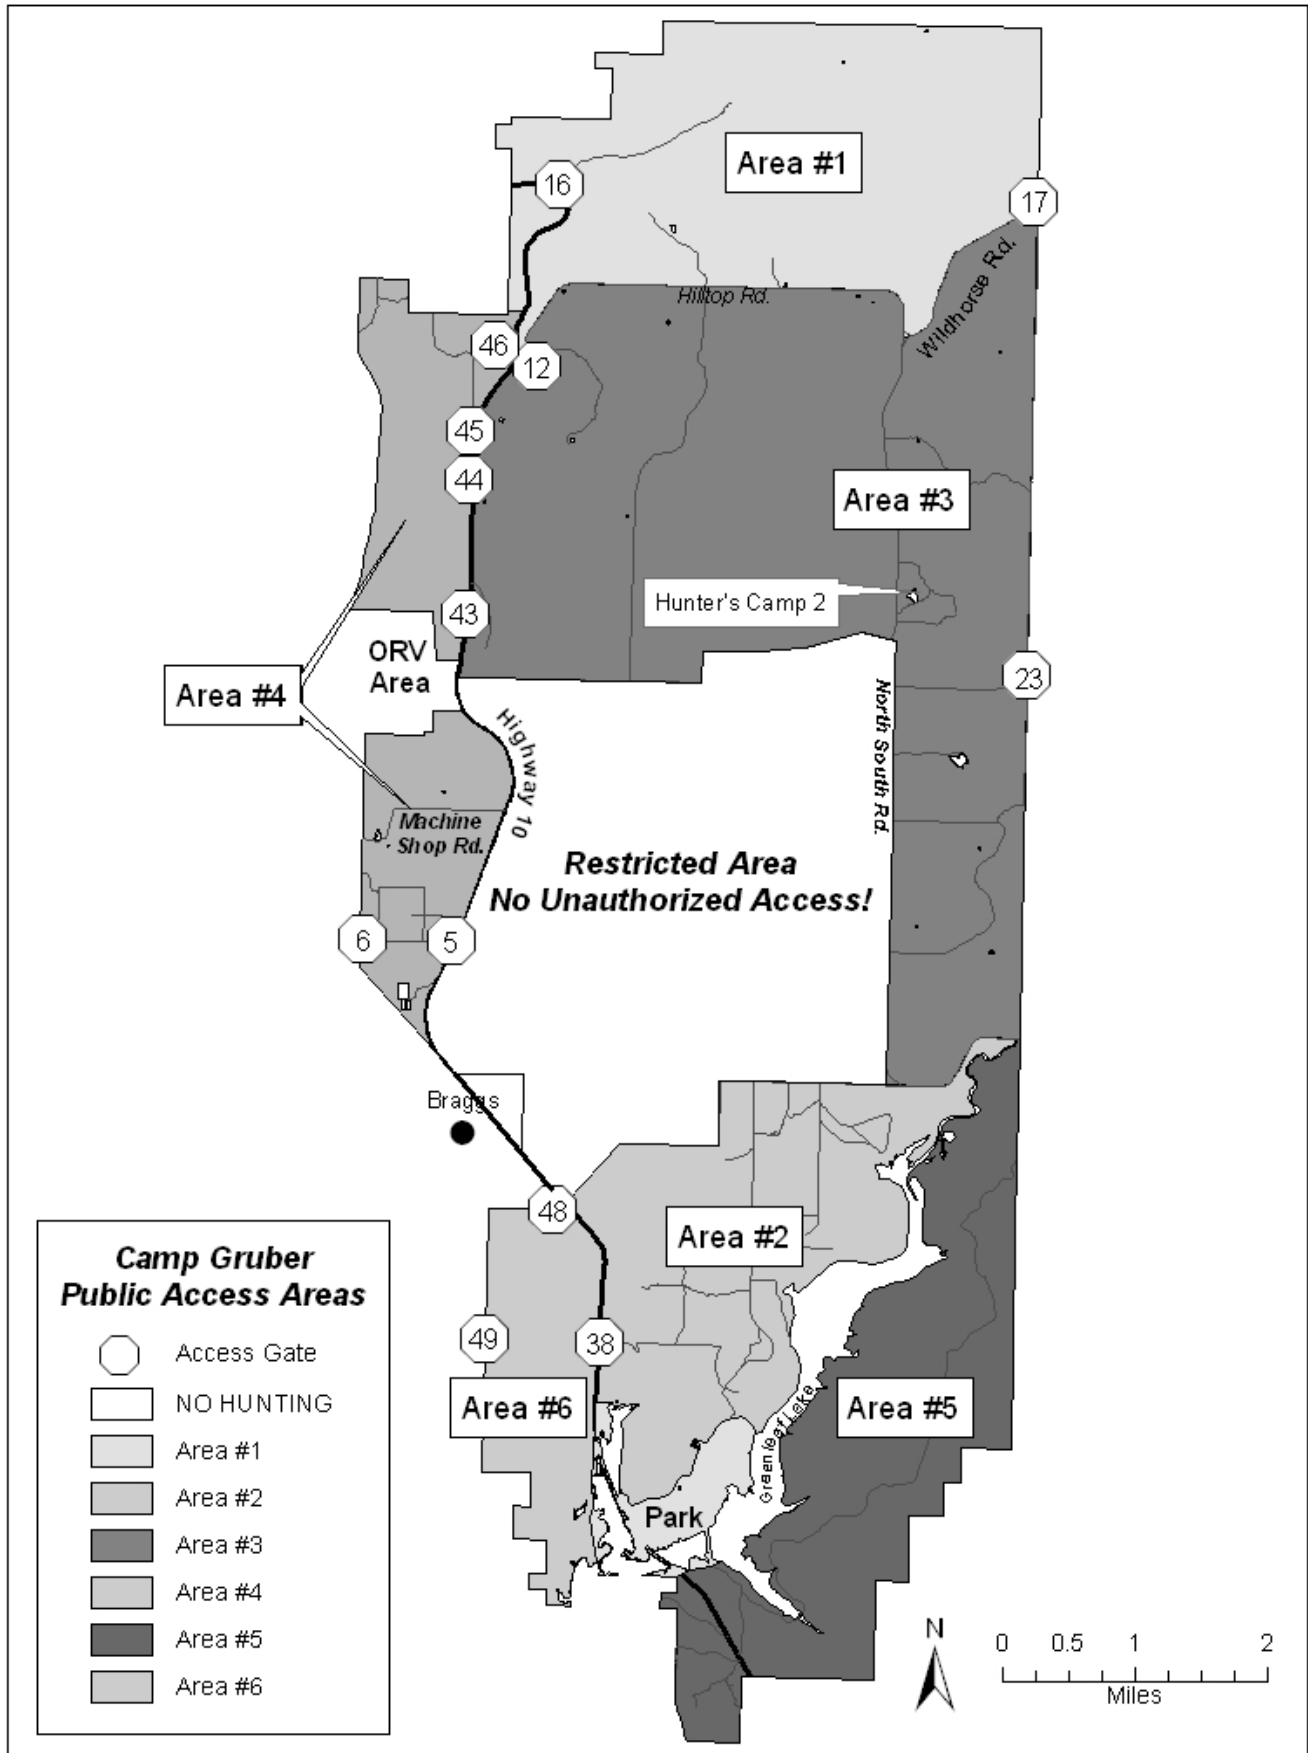 Area #1
16
17
Wildhorse Rd.
Hilltop Rd.
46
12
45
44
Area #3
Hunter's Camp 2
43
ORV
Area
Area #4
23
North South Rd.
Highway 10
Machine
Shop Rd.
Restricted Area
No Unauthorized Access!
6
5
Braggs
48
Area #2
49
38
Area #6
Area #5
Greenleaf Lake
Park
Camp Gruber
Public Access Areas
Access Gate
NO HUNTING
Area #1
Area #2
Area #3
Area #4
Area #5
Area #6
N
0 0.5 1 2
Miles